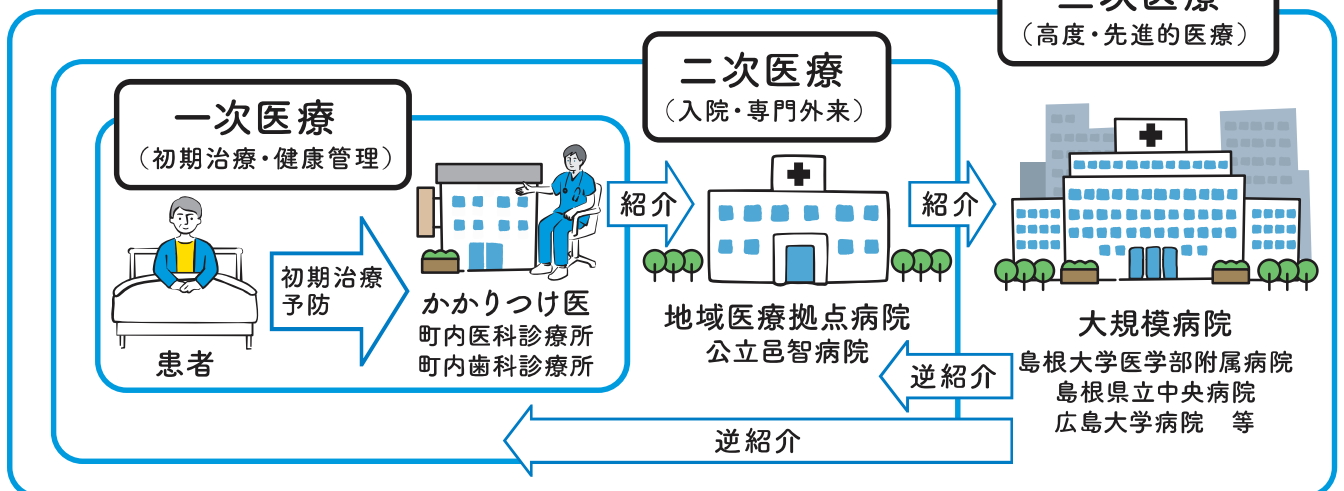 三次医療
（高度・先進的医療）
二次医療
（入院・専門外来）
一次医療
（初期治療・健康管理）
患者
初期治療
予防
かかりつけ医
町内医科診療所
町内歯科診療所
紹介
地域医療拠点病院
公立邑智病院
紹介
大規模病院
島根大学医学部附属病院
島根県立中央病院
広島大学病院　等
逆紹介
逆紹介